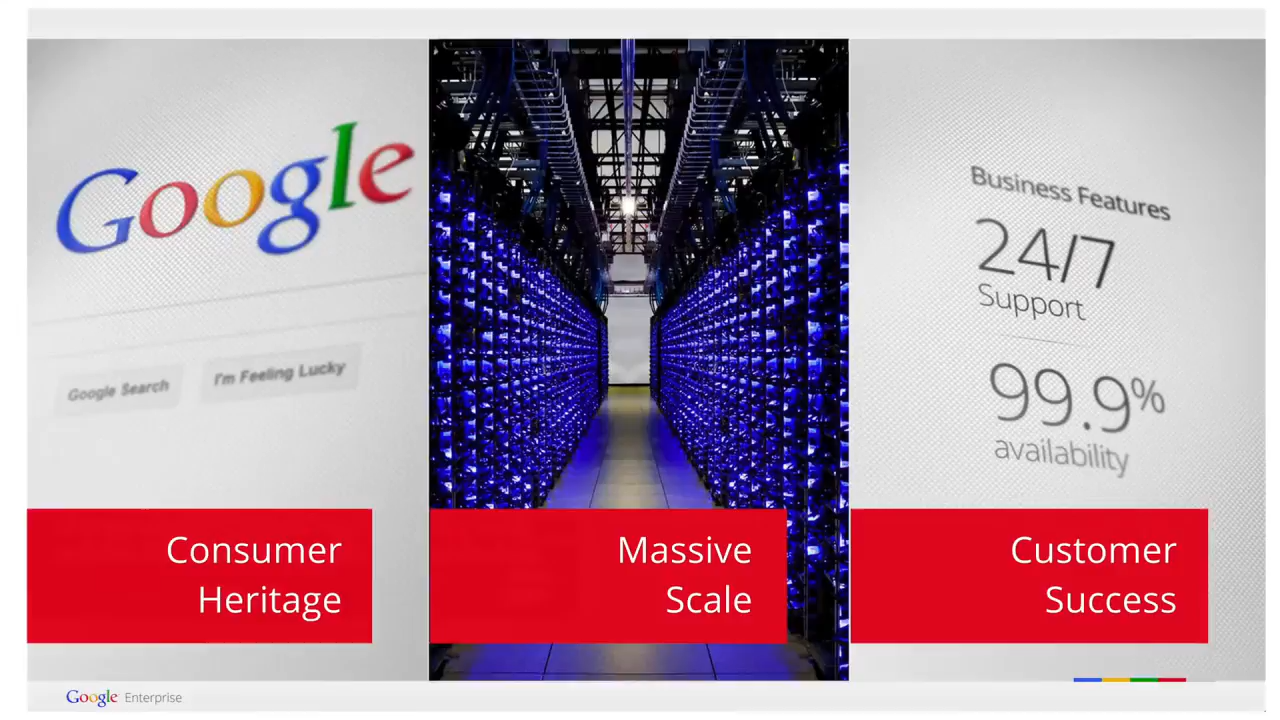 Google
Google Search
I'm Feeling Lucky
Consumer
Heritage
Massive
Scale
Business Features
24/7
Support
99.9%
availability
Customer
Success
Google Enterprise